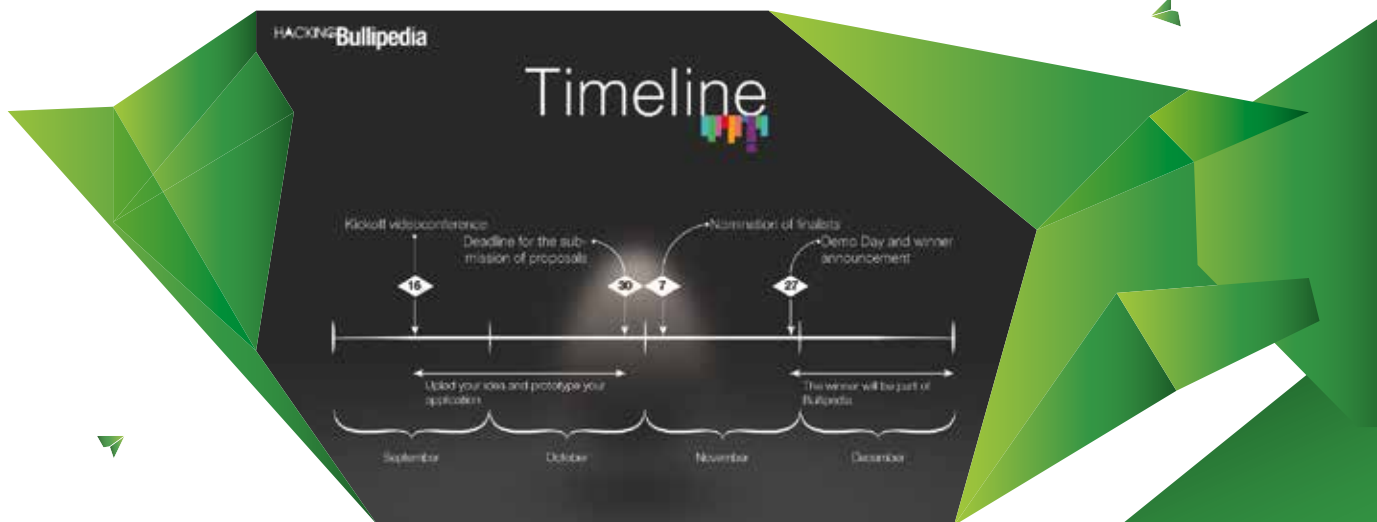 HACKING Bullipedia
Timeline
Kickoff videoconference
Deadline for the sub-
mission of proposals
Nomination of finalists
Demo Day and winner
announcement
16
30
7
27
Upload your idea and prototype your
application
The winner will be part of
Bullipedia
September
October
November
December